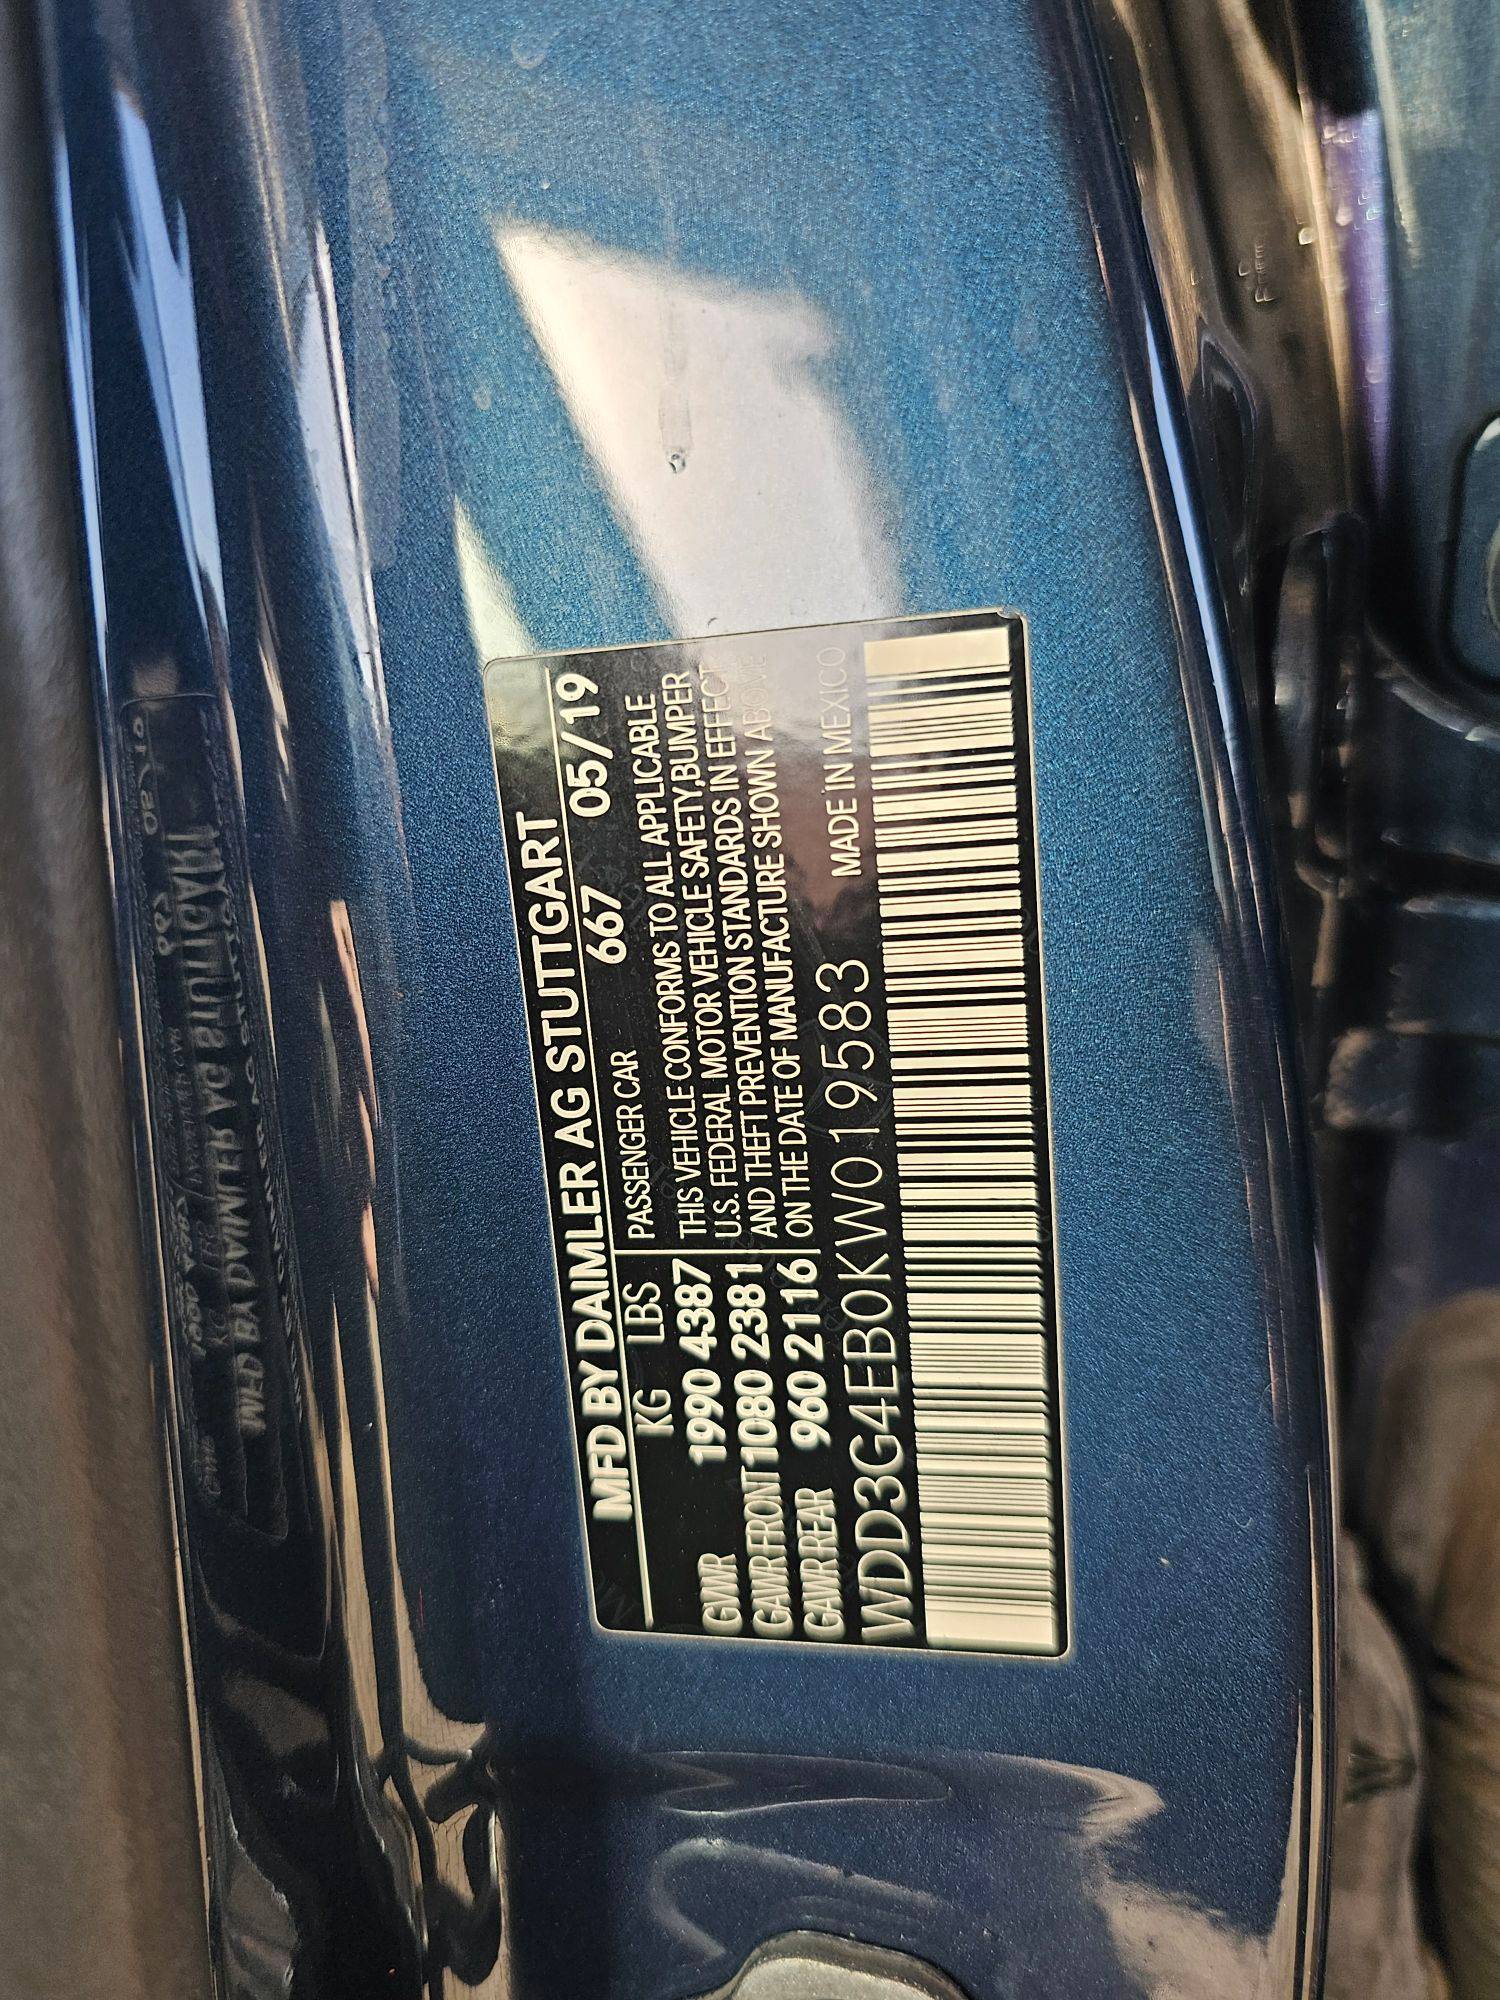 MFD BY DAIMLER AG STUTTGART
KG LBS 667 05/19
PASSENGER CAR
GVWR 1990 4387 THIS VEHICLE CONFORMS TO ALL APPLICABLE
GAWR FRONT 1080 2381 U.S. FEDERAL MOTOR VEHICLE SAFETY,BUMPER
GAWR REAR 960 2116 AND THEFT PREVENTION STANDARDS IN EFFECT
ON THE DATE OF MANUFACTURE SHOWN ABOVE
WDD3G4EB0KW019583 MADE IN MEXICO